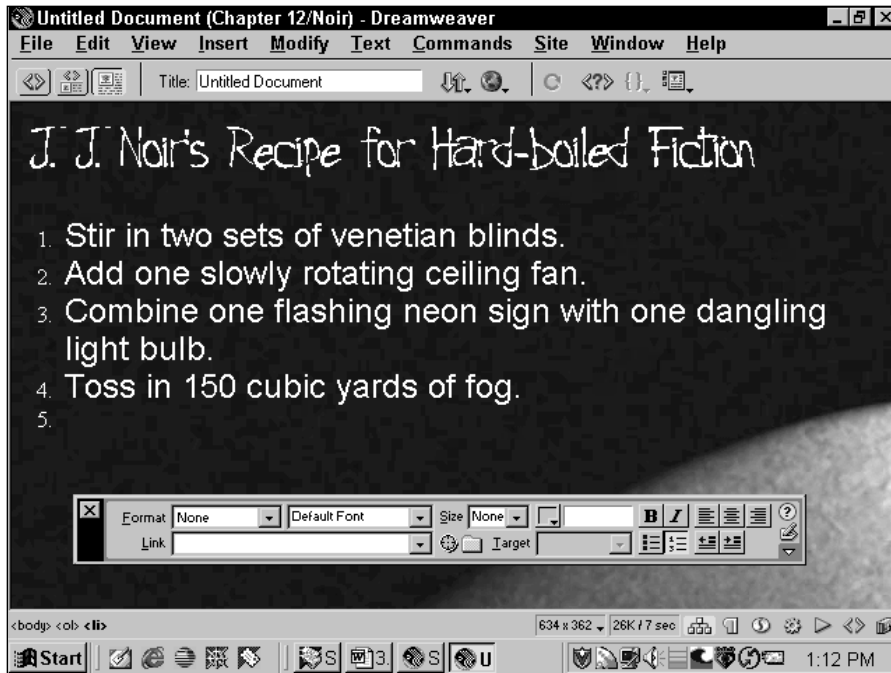 Untitled Document (Chapter 12/Noir) - Dreamweaver
File Edit View Insert Modify Text Commands Site Window Help
Title: Untitled Document
J. J. Noir's Recipe for Hard-boiled Fiction
1. Stir in two sets of venetian blinds.
2. Add one slowly rotating ceiling fan.
3. Combine one flashing neon sign with one dangling
light bulb.
4. Toss in 150 cubic yards of fog.
5.
Format None Default Font Size None B I
Link Target
<body> <ol> <li> 634 x 362 26K / 7 sec
Start S 3. S U 1:12 PM